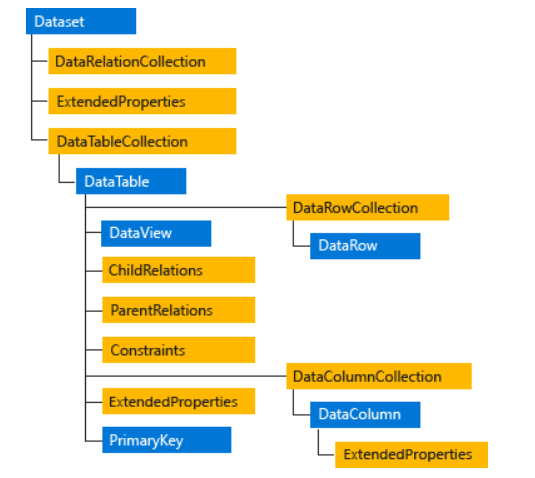 Dataset
DataRelationCollection
ExtendedProperties
DataTableCollection
DataTable
DataRowCollection
DataView
DataRow
ChildRelations
ParentRelations
Constraints
DataColumnCollection
ExtendedProperties
DataColumn
PrimaryKey
ExtendedProperties